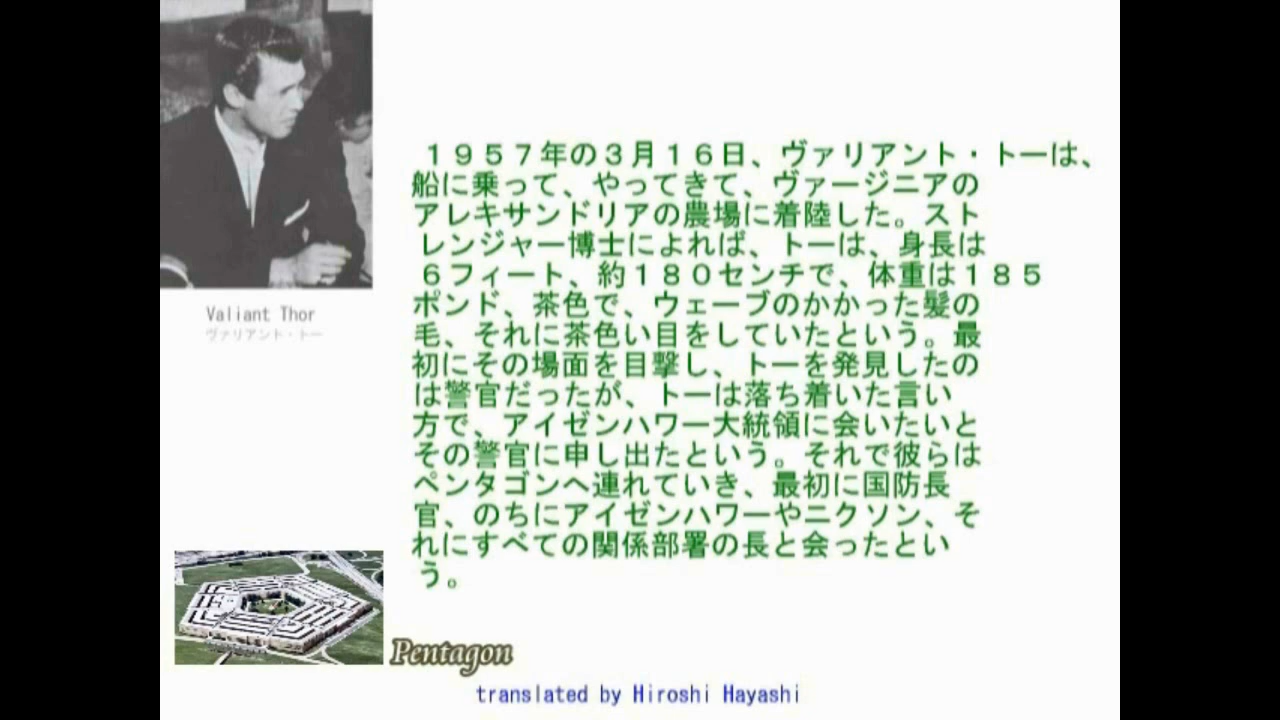 Valiant Thor
ヴァリアント・トー
１９５７年の３月１６日、ヴァリアント・トーは、
船に乗って、やってきて、ヴァージニアの
アレキサンドリアの農場に着陸した。スト
レンジャー博士によれば、トーは、身長は
６フィート、約１８０センチで、体重は１８５
ポンド、茶色で、ウェーブのかかった髪の
毛、それに茶色い目をしていたという。最
初にその場面を目撃し、トーを発見したの
は警官だったが、トーは落ち着いた言い
方で、アイゼンハワー大統領に会いたいと
その警官に申し出たという。それで彼らは
ペンタゴンへ連れていき、最初に国防長
官、のちにアイゼンハワーやニクソン、そ
れにすべての関係部署の長と会ったとい
う。
Pentagon
translated by Hiroshi Hayashi